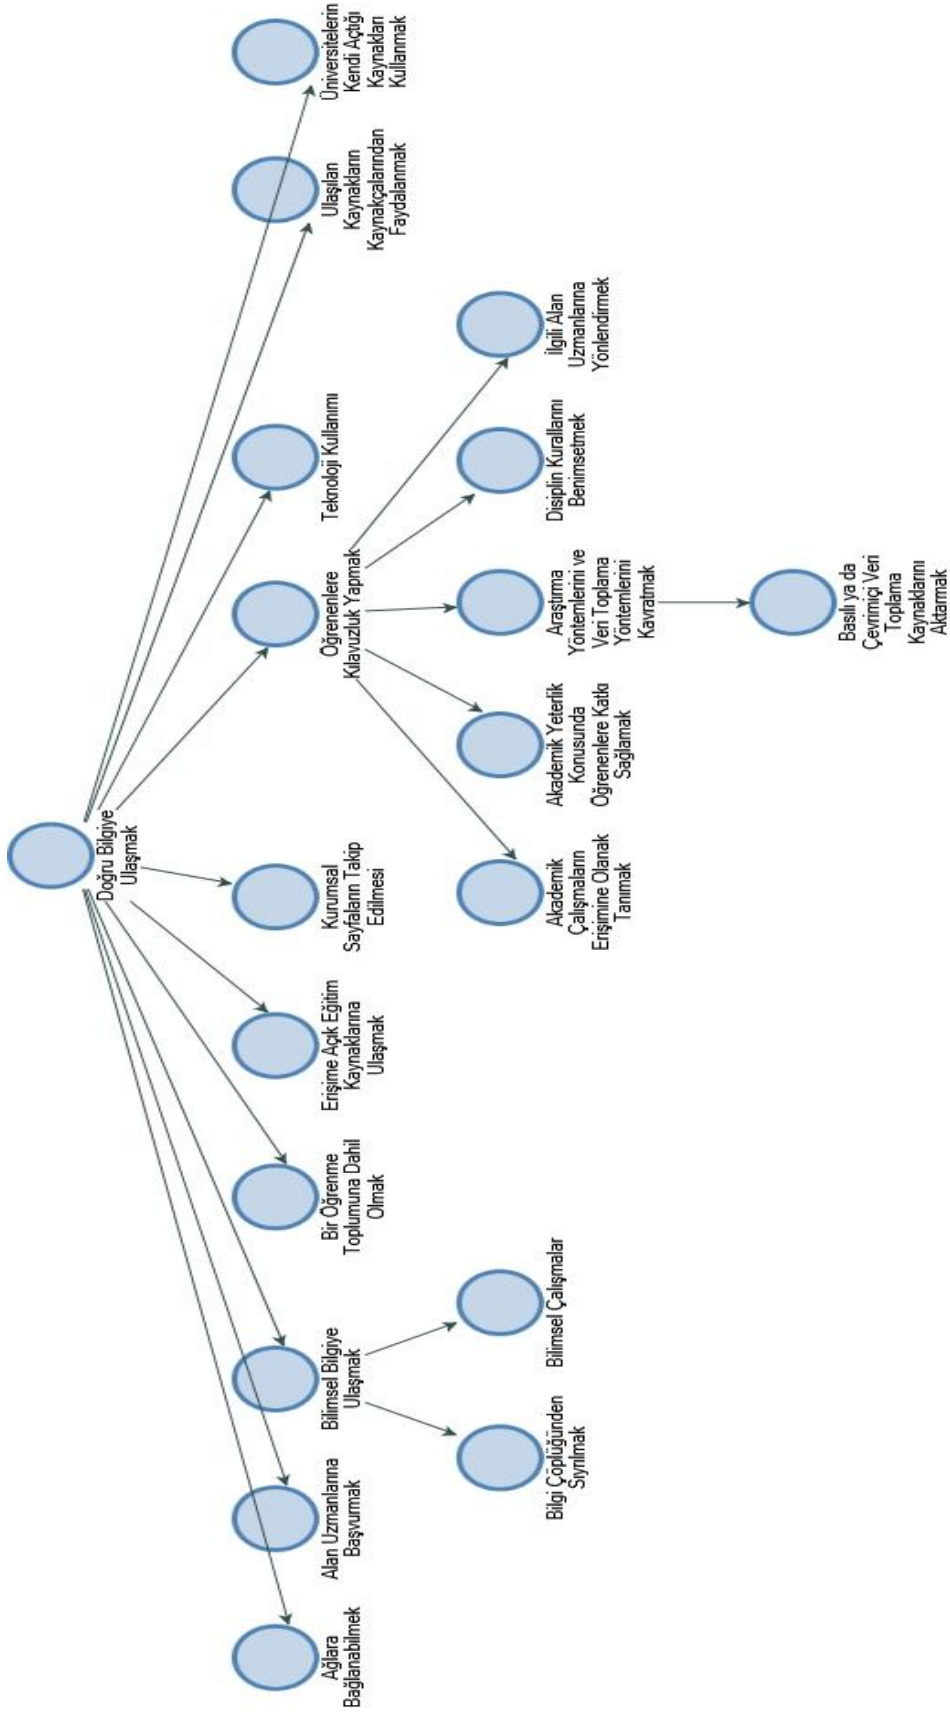 Doğru Bilgiye
Ulaşmak
Ağlara
Bağlanabilmek
Alan Uzmanlarına
Başvurmak
Bilimsel Bilgiye
Ulaşmak
Bir Öğrenme
Toplumuna Dahil
Olmak
Erişime Açık Eğitim
Kaynaklarına
Ulaşmak
Kurumsal
Sayfaların Takip
Edilmesi
Öğrenenlere
Kılavuzluk Yapmak
Teknoloji Kullanımı
Ulaşılan
Kaynakların
Kaynakçalarından
Faydalanmak
Üniversitelerin
Kendi Açtığı
Kaynakları
Kullanmak
Bilgi Çöplüğünden
Sıyrılmak
Bilimsel Çalışmalar
Akademik
Çalışmaların
Erişimine Olanak
Tanımak
Akademik Yeterlik
Konusunda
Öğrenenlere Katkı
Sağlamak
Araştırma
Yöntemlerini ve
Veri Toplama
Yöntemlerini
Kavratmak
Disiplin Kurallarını
Benimsetmek
İlgili Alan
Uzmanlarına
Yönlendirmek
Basılı ya da
Çevrimiçi Veri
Toplama
Kaynaklarını
Aktarmak